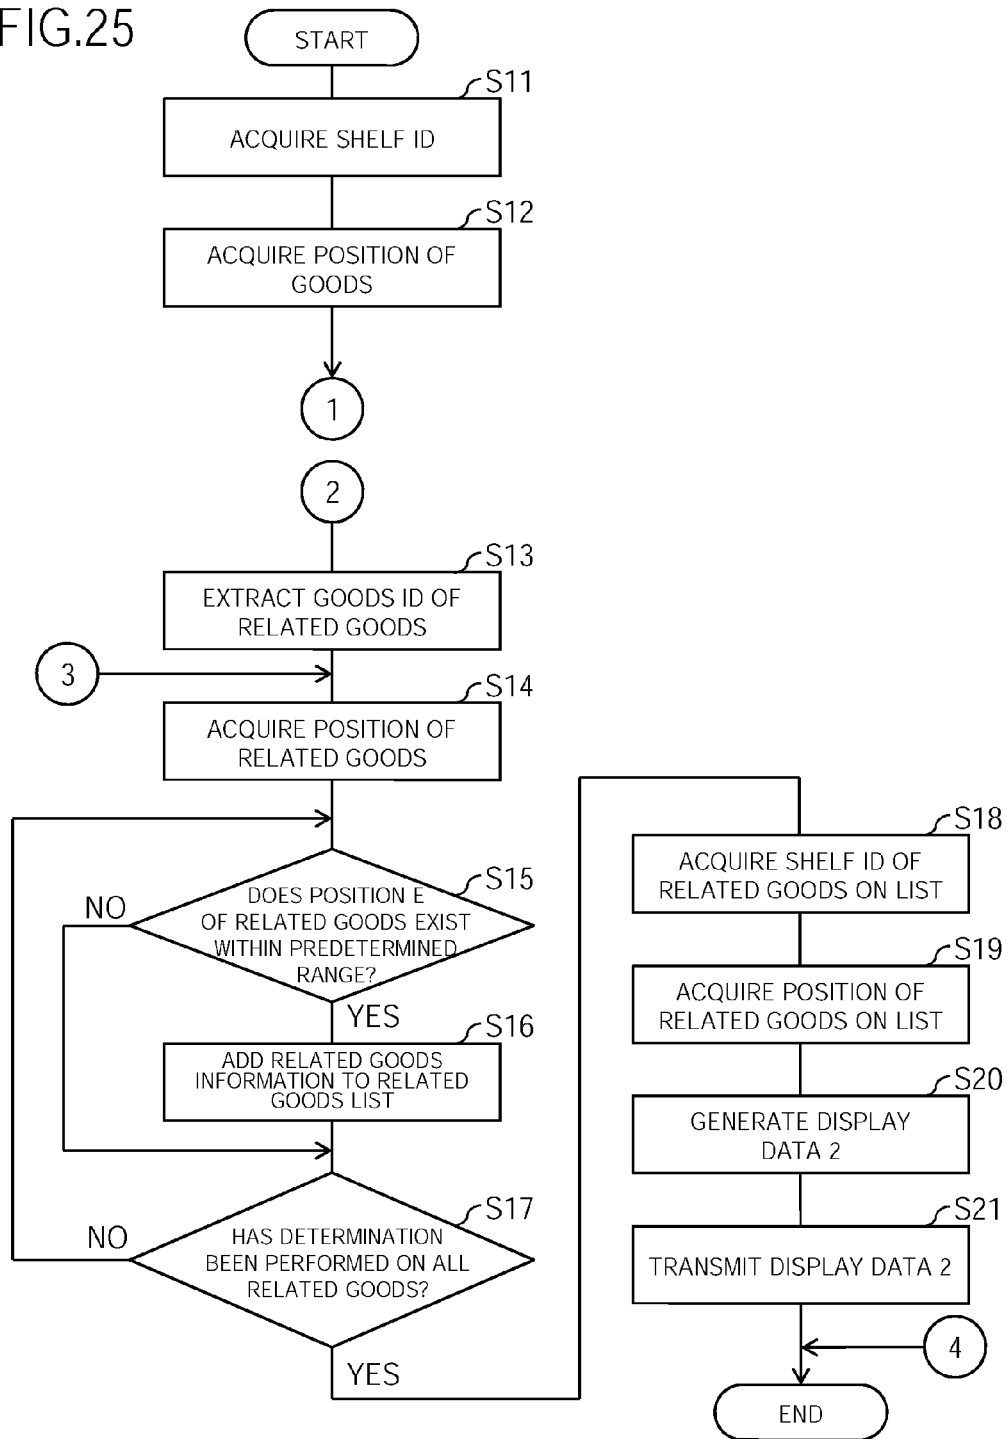 FIG.25
START
S11
ACQUIRE SHELF ID
S12
ACQUIRE POSITION OF
GOODS
1
2
S13
EXTRACT GOODS ID OF
RELATED GOODS
3
S14
ACQUIRE POSITION OF
RELATED GOODS
S15
DOES POSITION E
OF RELATED GOODS EXIST
WITHIN PREDETERMINED
RANGE?
NO
YES
S16
ADD RELATED GOODS
INFORMATION TO RELATED
GOODS LIST
S17
HAS DETERMINATION
BEEN PERFORMED ON ALL
RELATED GOODS?
NO
YES
S18
ACQUIRE SHELF ID OF
RELATED GOODS ON LIST
S19
ACQUIRE POSITION OF
RELATED GOODS ON LIST
S20
GENERATE DISPLAY
DATA 2
S21
TRANSMIT DISPLAY DATA 2
4
END